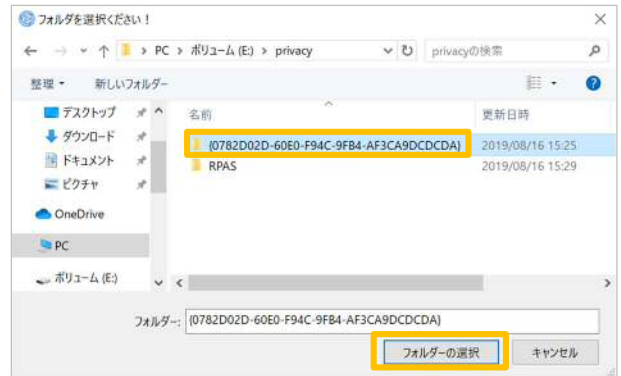 フォルダを選択ください！
PC > ボリューム (E:) > privacy
privacyの検索
整理
新しいフォルダー
名前
更新日時
デスクトップ
ダウンロード
ドキュメント
ピクチャ
OneDrive
PC
ボリューム (E:)
{0782D02D-60E0-F94C-9FB4-AF3CA9DCDCDA} 2019/08/16 15:25
RPAS 2019/08/16 15:29
フォルダー: {0782D02D-60E0-F94C-9FB4-AF3CA9DCDCDA}
フォルダーの選択
キャンセル